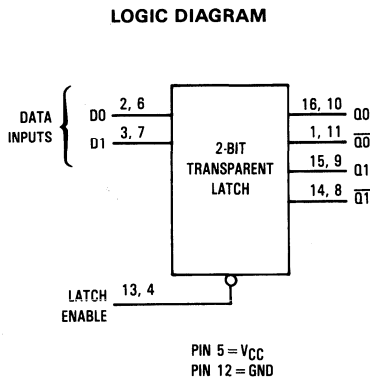 LOGIC DIAGRAM
DATA
INPUTS
D0
2, 6
D1
3, 7
2-BIT
TRANSPARENT
LATCH
16, 10
Q0
1, 11
Q0
15, 9
Q1
14, 8
Q1
LATCH
ENABLE
13, 4
PIN 5 = VCC
PIN 12 = GND